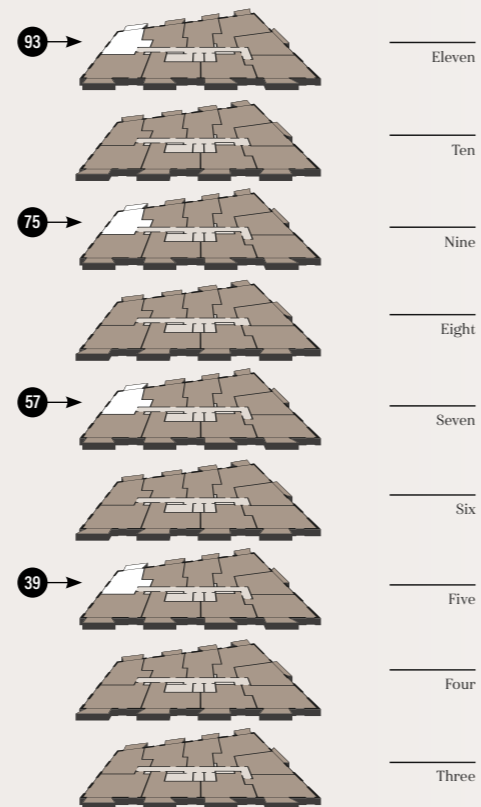 93
Eleven
Ten
75
Nine
Eight
57
Seven
Six
39
Five
Four
Three